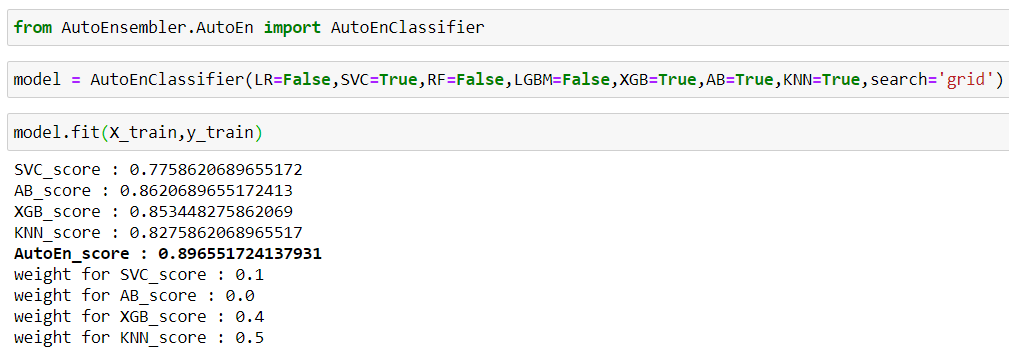 from AutoEnsembler.AutoEn import AutoEnClassifier
model = AutoEnClassifier(LR=False,SVC=True,RF=False,LGBM=False,XGB=True,AB=True,KNN=True,search='grid')
model.fit(X_train,y_train)
SVC_score : 0.7758620689655172
AB_score : 0.8620689655172413
XGB_score : 0.853448275862069
KNN_score : 0.8275862068965517
AutoEn_score : 0.896551724137931
weight for SVC_score : 0.1
weight for AB_score : 0.0
weight for XGB_score : 0.4
weight for KNN_score : 0.5